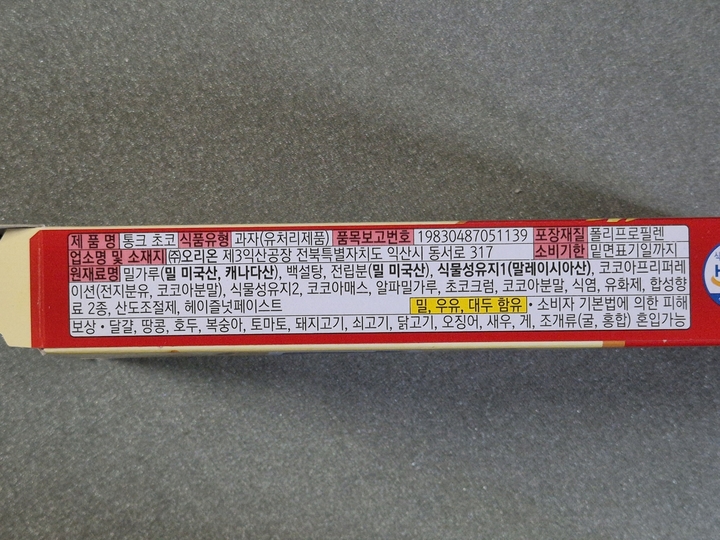 제 품 명 통크 초코 식품유형 과자(유처리제품) 품목보고번호 19830487051139 포장재질 폴리프로필렌
업소명 및 소재지 ㈜오리온 제3익산공장 전북특별자치도 익산시 동서로 317 소비기한 밑면표기일까지
원재료명 밀가루(밀 미국산, 캐나다산), 백설탕, 전립분(밀 미국산), 식물성유지1(말레이시아산), 코코아프리퍼레
이션(전지분유, 코코아분말), 식물성유지2, 코코아매스, 알파밀가루, 초코크럼, 코코아분말, 식염, 유화제, 합성향
료 2종, 산도조절제, 헤이즐넛페이스트 밀, 우유, 대두 함유 • 소비자 기본법에 의한 피해
보상 • 달걀, 땅콩, 호두, 복숭아, 토마토, 돼지고기, 쇠고기, 닭고기, 오징어, 새우, 게, 조개류(굴, 홍합) 혼입가능